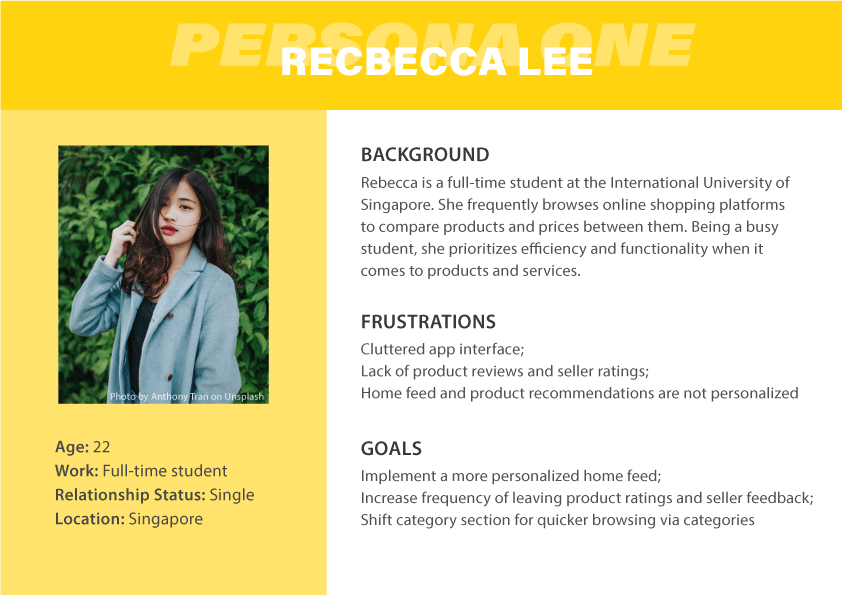 PERSONA ONE
RECBECCA LEE
BACKGROUND
Rebecca is a full-time student at the International University of
Singapore. She frequently browses online shopping platforms
to compare products and prices between them. Being a busy
student, she prioritizes efficiency and functionality when it
comes to products and services.
FRUSTRATIONS
Cluttered app interface;
Lack of product reviews and seller ratings;
Home feed and product recommendations are not personalized
GOALS
Implement a more personalized home feed;
Increase frequency of leaving product ratings and seller feedback;
Shift category section for quicker browsing via categories
Photo by Anthony Tran on Unsplash
Age: 22
Work: Full-time student
Relationship Status: Single
Location: Singapore